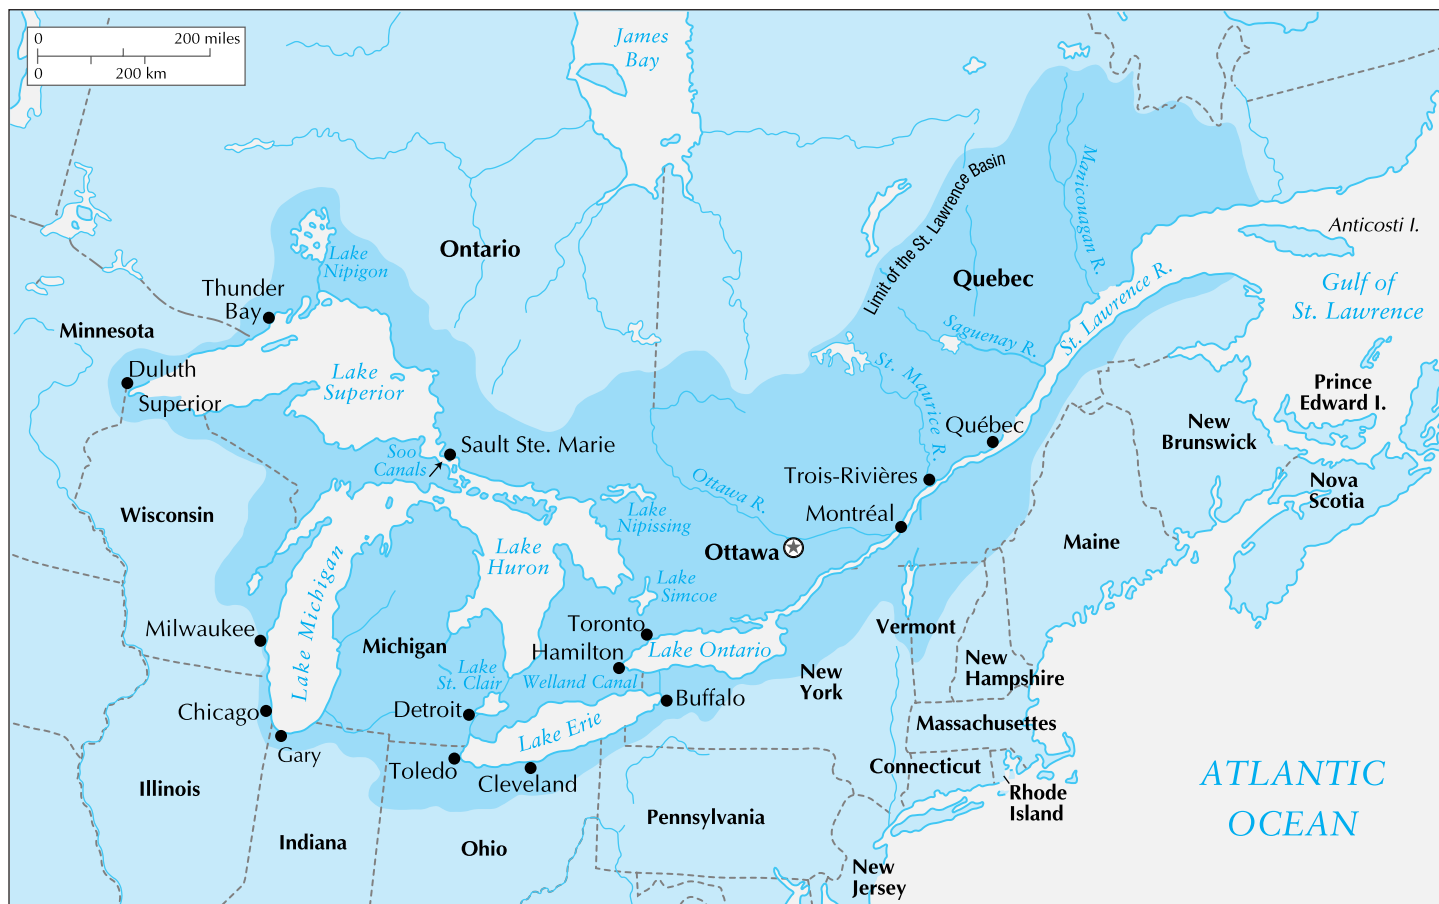 0 200 miles
0 200 km
James
Bay
Limit of the St. Lawrence Basin
Manicouagan R.
Anticosti I.
Ontario
Lake
Nipigon
Quebec
Gulf of
St. Lawrence
Thunder
Bay
St. Lawrence R.
Saguenay R.
Minnesota
St. Maurice R.
Duluth
Superior
Lake
Superior
Prince
Edward I.
New
Brunswick
Québec
Soo
Canals
Sault Ste. Marie
Trois-Rivières
Nova
Scotia
Ottawa R.
Wisconsin
Lake
Nipissing
Montréal
Lake
Huron
Ottawa
Maine
Lake Michigan
Lake
Simcoe
Milwaukee
Michigan
Toronto
Hamilton
Lake Ontario
Vermont
New
Hampshire
Lake
St. Clair
Welland Canal
New
York
Buffalo
Chicago
Detroit
Massachusettes
Lake Erie
Gary
Toledo
Cleveland
Connecticut
Rhode
Island
ATLANTIC
OCEAN
Illinois
Pennsylvania
Indiana
Ohio
New
Jersey